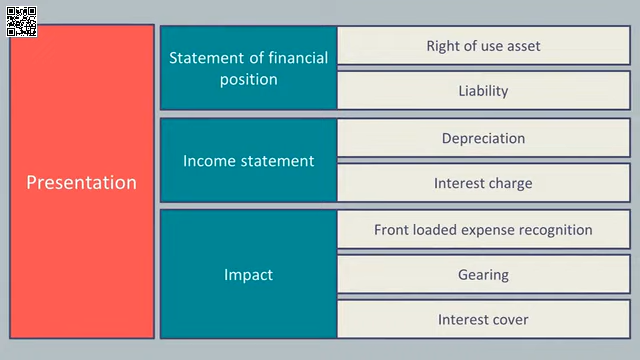 Presentation
Statement of financial
position
Right of use asset
Liability
Income statement
Depreciation
Interest charge
Impact
Front loaded expense recognition
Gearing
Interest cover